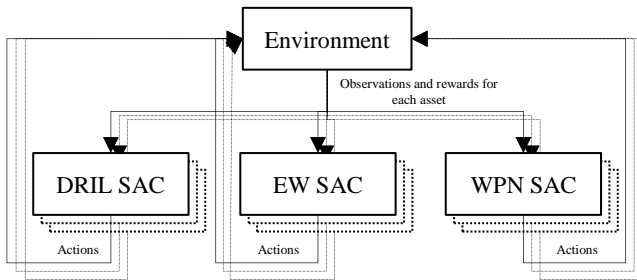 Environment
Observations and rewards for
each asset
DRIL SAC
EW SAC
WPN SAC
Actions
Actions
Actions